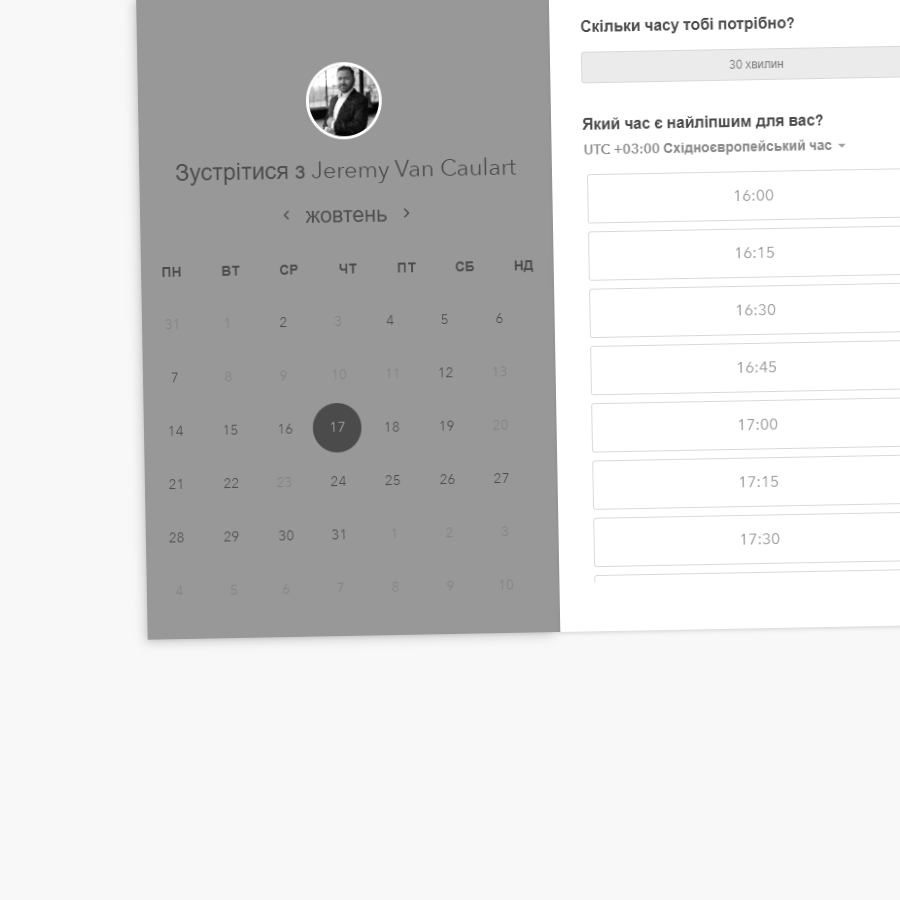 Зустрітися з Jeremy Van Caulart
‹ жовтень ›
ПН ВТ СР ЧТ ПТ СБ НД
31 1 2 3 4 5 6
7 8 9 10 11 12 13
14 15 16 17 18 19 20
21 22 23 24 25 26 27
28 29 30 31 1 2 3
4 5 6 7 8 9 10
Скільки часу тобі потрібно?
30 хвилин
Який час є найліпшим для вас?
UTC +03:00 Східноєвропейський час
16:00
16:15
16:30
16:45
17:00
17:15
17:30